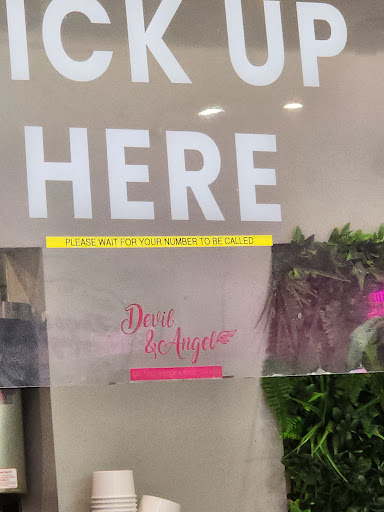 ICK UP
HERE
PLEASE WAIT FOR YOUR NUMBER TO BE CALLED
Devil
&Angel